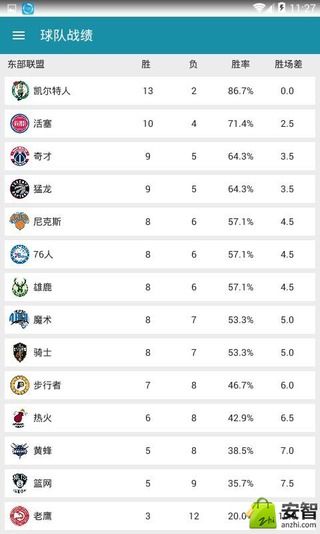 11:27
球队战绩
东部联盟 胜 负 胜率 胜场差
凯尔特人 13 2 86.7% 0.0
活塞 10 4 71.4% 2.5
奇才 9 5 64.3% 3.5
猛龙 9 5 64.3% 3.5
尼克斯 8 6 57.1% 4.5
76人 8 6 57.1% 4.5
雄鹿 8 6 57.1% 4.5
魔术 8 7 53.3% 5.0
骑士 8 7 53.3% 5.0
步行者 7 8 46.7% 6.0
热火 6 8 42.9% 6.5
黄蜂 5 8 38.5% 7.0
篮网 5 9 35.7% 7.5
老鹰 3 12 20.0%
安智
anzhi.com